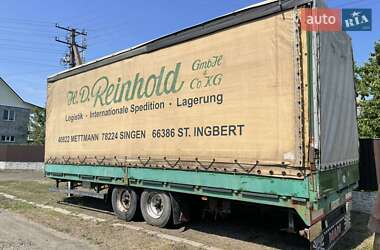 AUTO RIA
H. D. Reinhold GmbH & Co. KG
Logistik - Internationale Spedition - Lagerung
40822 METTMANN 78224 SINGEN 66386 ST. INGBERT